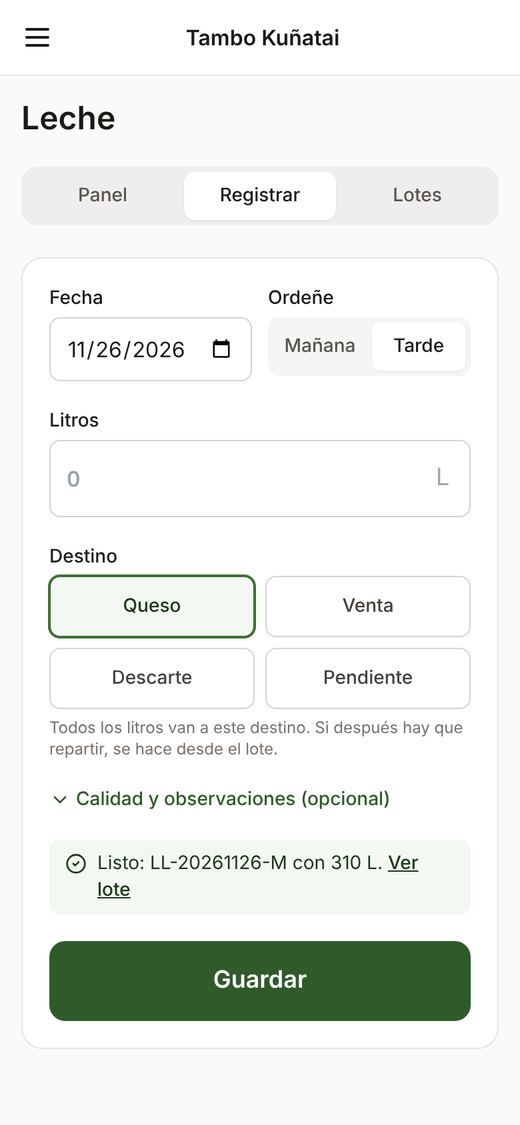 Tambo Kuñatai
Leche
Panel
Registrar
Lotes
Fecha
Ordeñe
11/26/2026
Mañana
Tarde
Litros
0
L
Destino
Queso
Venta
Descarte
Pendiente
Todos los litros van a este destino. Si después hay que
repartir, se hace desde el lote.
Calidad y observaciones (opcional)
Listo: LL-20261126-M con 310 L. Ver
lote
Guardar